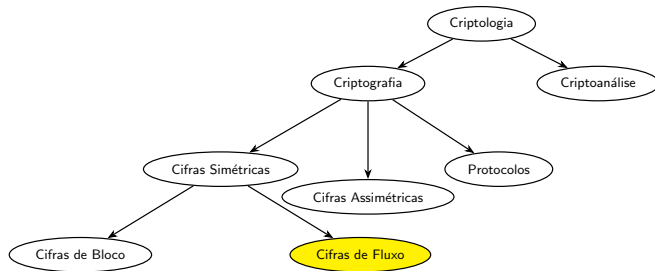 Criptologia
Criptografia
Criptoanálise
Cifras Simétricas
Protocolos
Cifras Assimétricas
Cifras de Bloco
Cifras de Fluxo